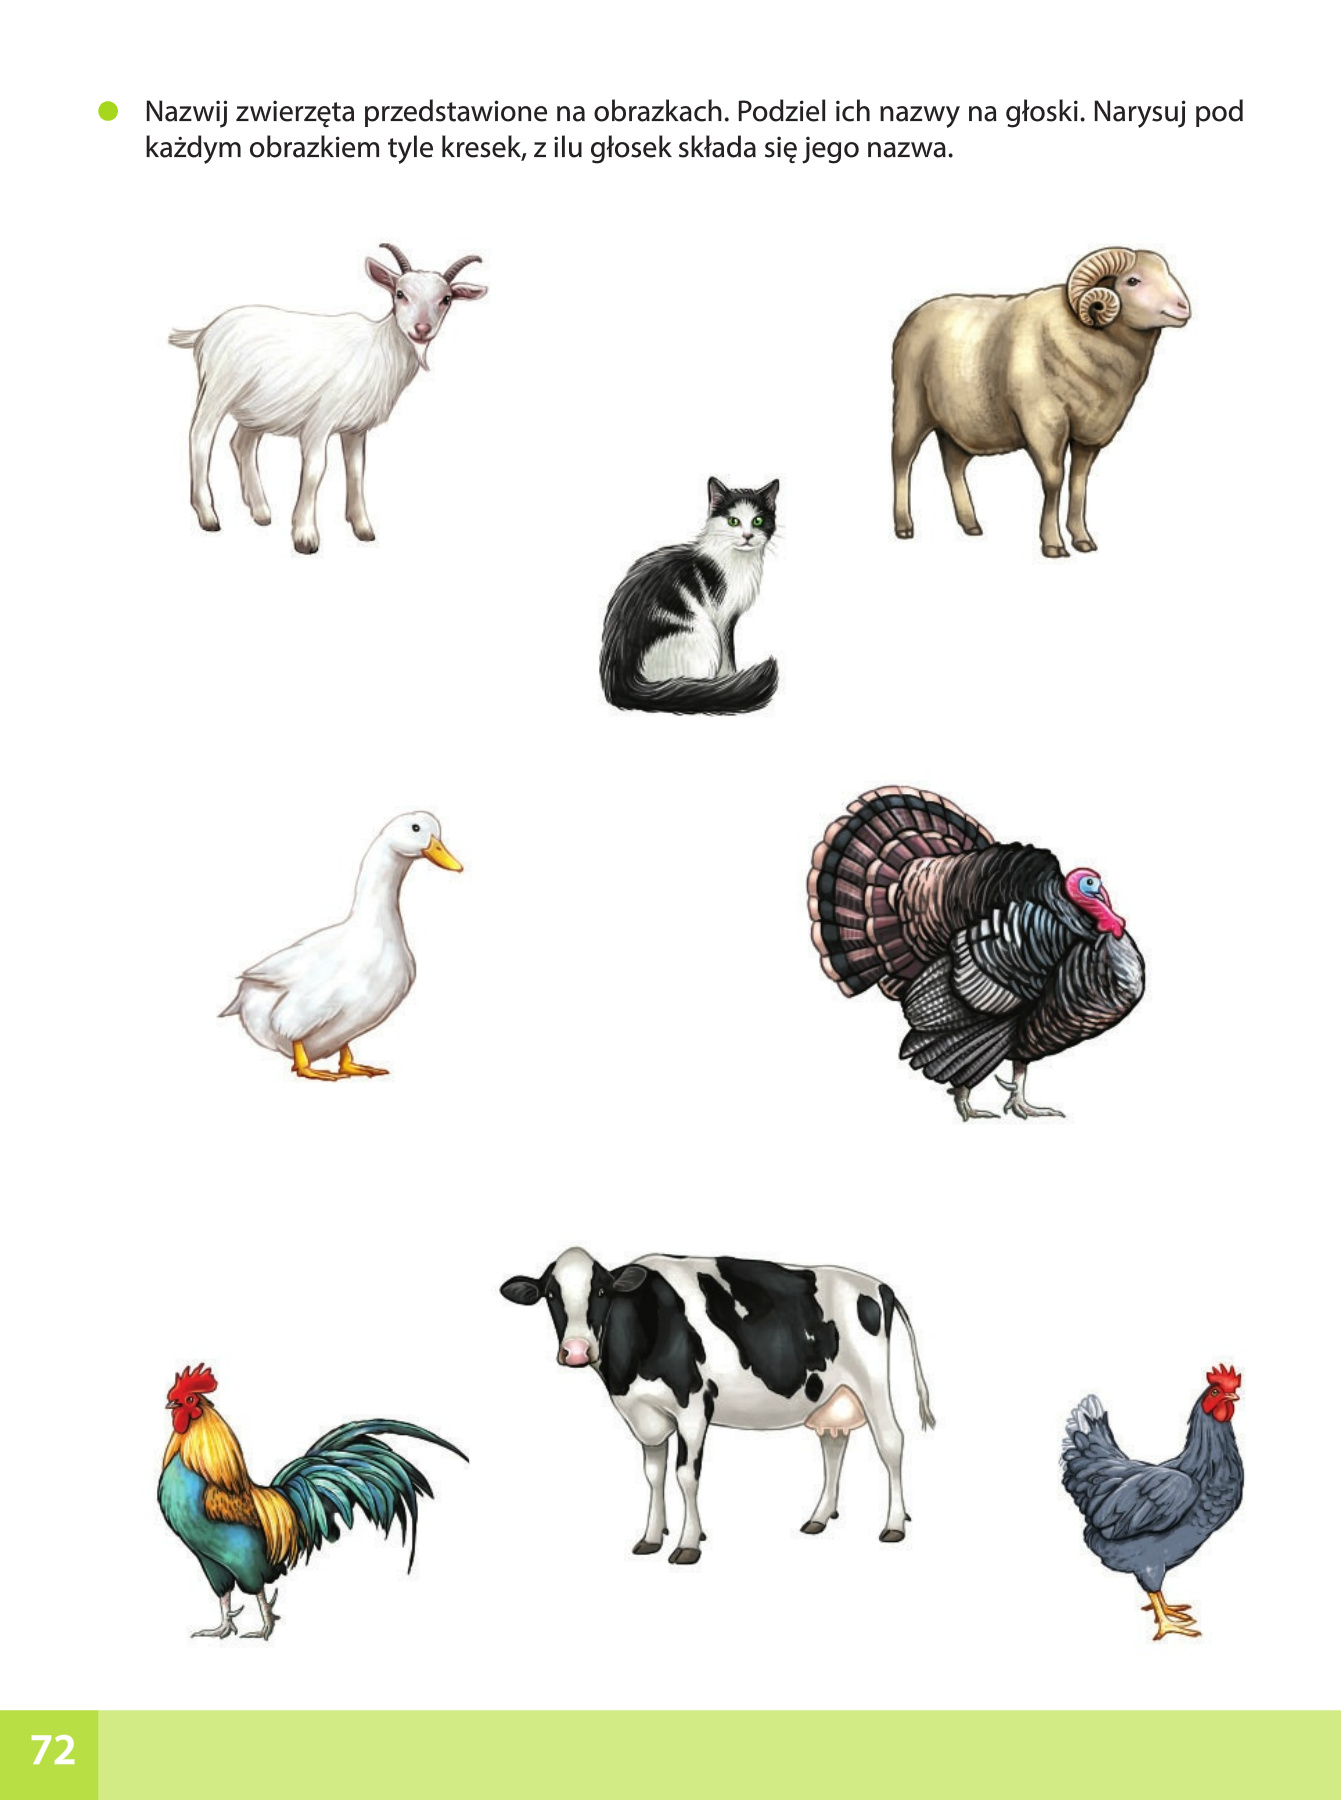 Nazwij zwierzęta przedstawione na obrazkach. Podziel ich nazwy na głoski. Narysuj pod
każdym obrazkiem tyle kresek, z ilu głosek składa się jego nazwa.
72